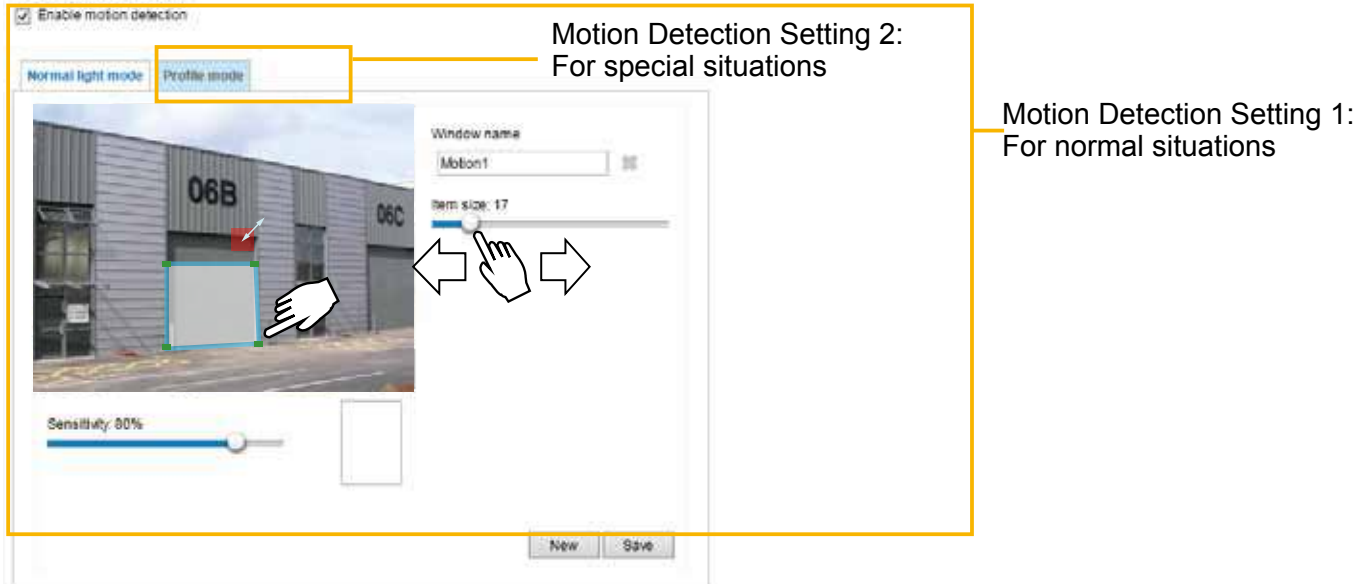 Enable motion detection
Motion Detection Setting 2:
For special situations
Normal light mode
Profile mode
Motion Detection Setting 1:
For normal situations
Window name
Motion1
06B
06C
Item size: 17
Sensitivity: 80%
New
Save